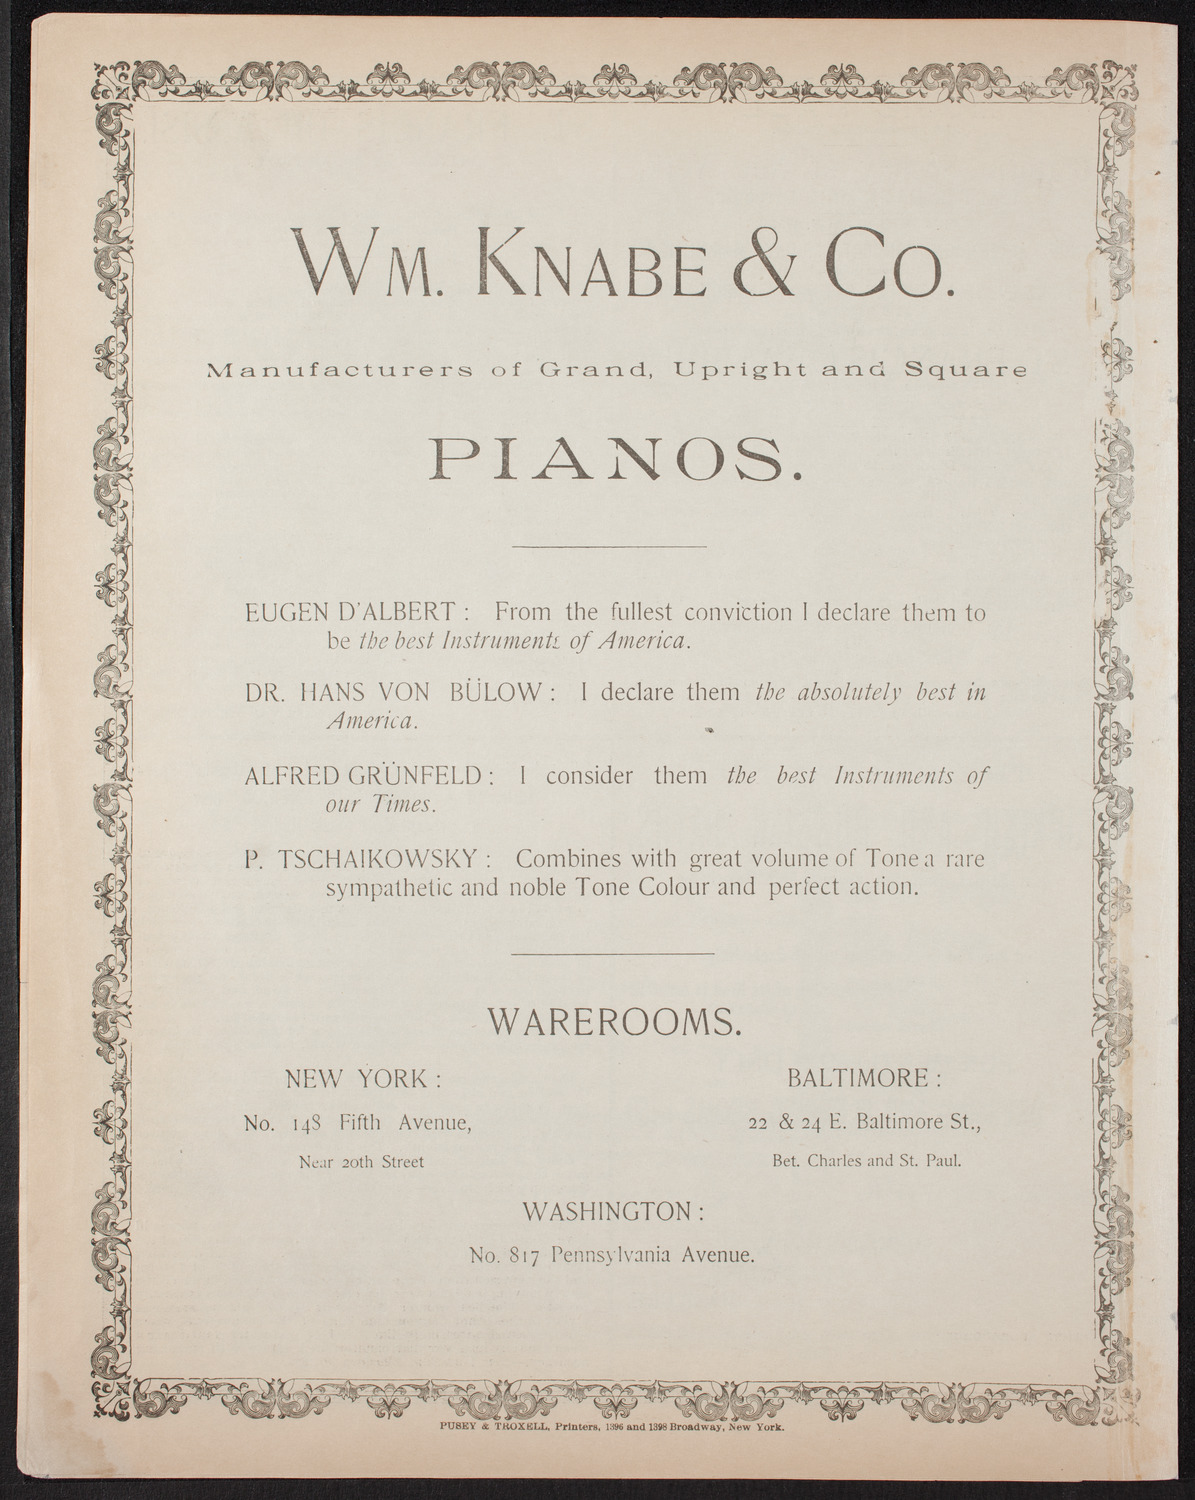 WM. KNABE & CO.
Manufacturers of Grand, Upright and Square
PIANOS.
EUGEN D'ALBERT : From the fullest conviction I declare them to
be the best Instruments of America.
DR. HANS VON BÜLOW : I declare them the absolutely best in
America.
ALFRED GRÜNFELD : I consider them the best Instruments of
our Times.
P. TSCHAIKOWSKY : Combines with great volume of Tone a rare
sympathetic and noble Tone Colour and perfect action.
WAREROOMS.
NEW YORK :
No. 148 Fifth Avenue,
Near 20th Street
BALTIMORE :
22 & 24 E. Baltimore St.,
Bet. Charles and St. Paul.
WASHINGTON :
No. 817 Pennsylvania Avenue.
PUSEY & TROXELL, Printers, 1396 and 1398 Broadway, New York.